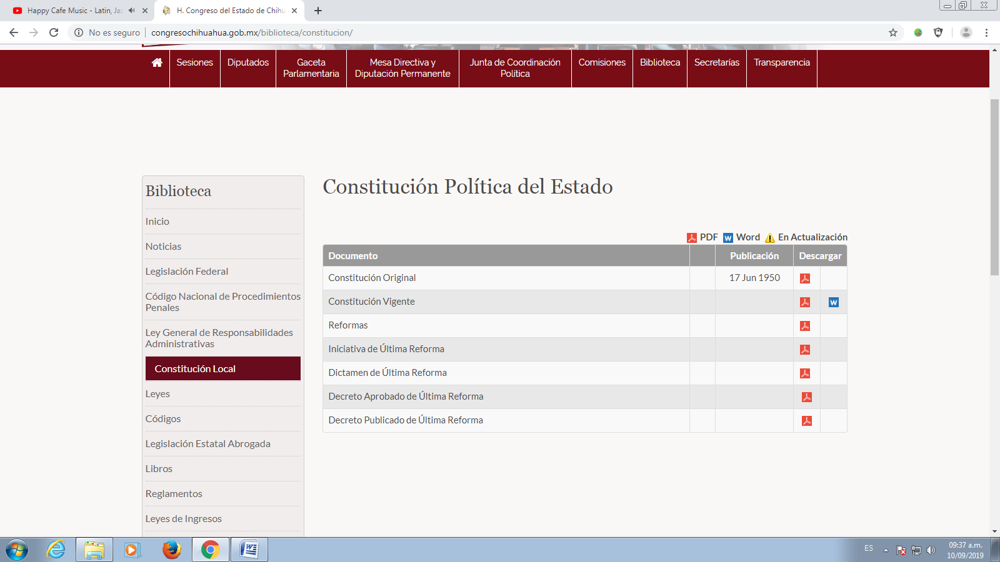 Happy Cafe Music - Latin, Jaz
H. Congreso del Estado de Chihu
No es seguro
congresochihuahua.gob.mx/biblioteca/constitucion/
Sesiones
Diputados
Gaceta
Parlamentaria
Mesa Directiva y
Diputación Permanente
Junta de Coordinación
Política
Comisiones
Biblioteca
Secretarías
Transparencia
Biblioteca
Inicio
Noticias
Legislación Federal
Código Nacional de Procedimientos
Penales
Ley General de Responsabilidades
Administrativas
Constitución Local
Leyes
Códigos
Legislación Estatal Abrogada
Libros
Reglamentos
Leyes de Ingresos
Constitución Política del Estado
PDF W Word En Actualización
Documento Publicación Descargar
Constitución Original 17 Jun 1950
Constitución Vigente W
Reformas
Iniciativa de Última Reforma
Dictamen de Última Reforma
Decreto Aprobado de Última Reforma
Decreto Publicado de Última Reforma
ES
09:37 a.m.
10/09/2019